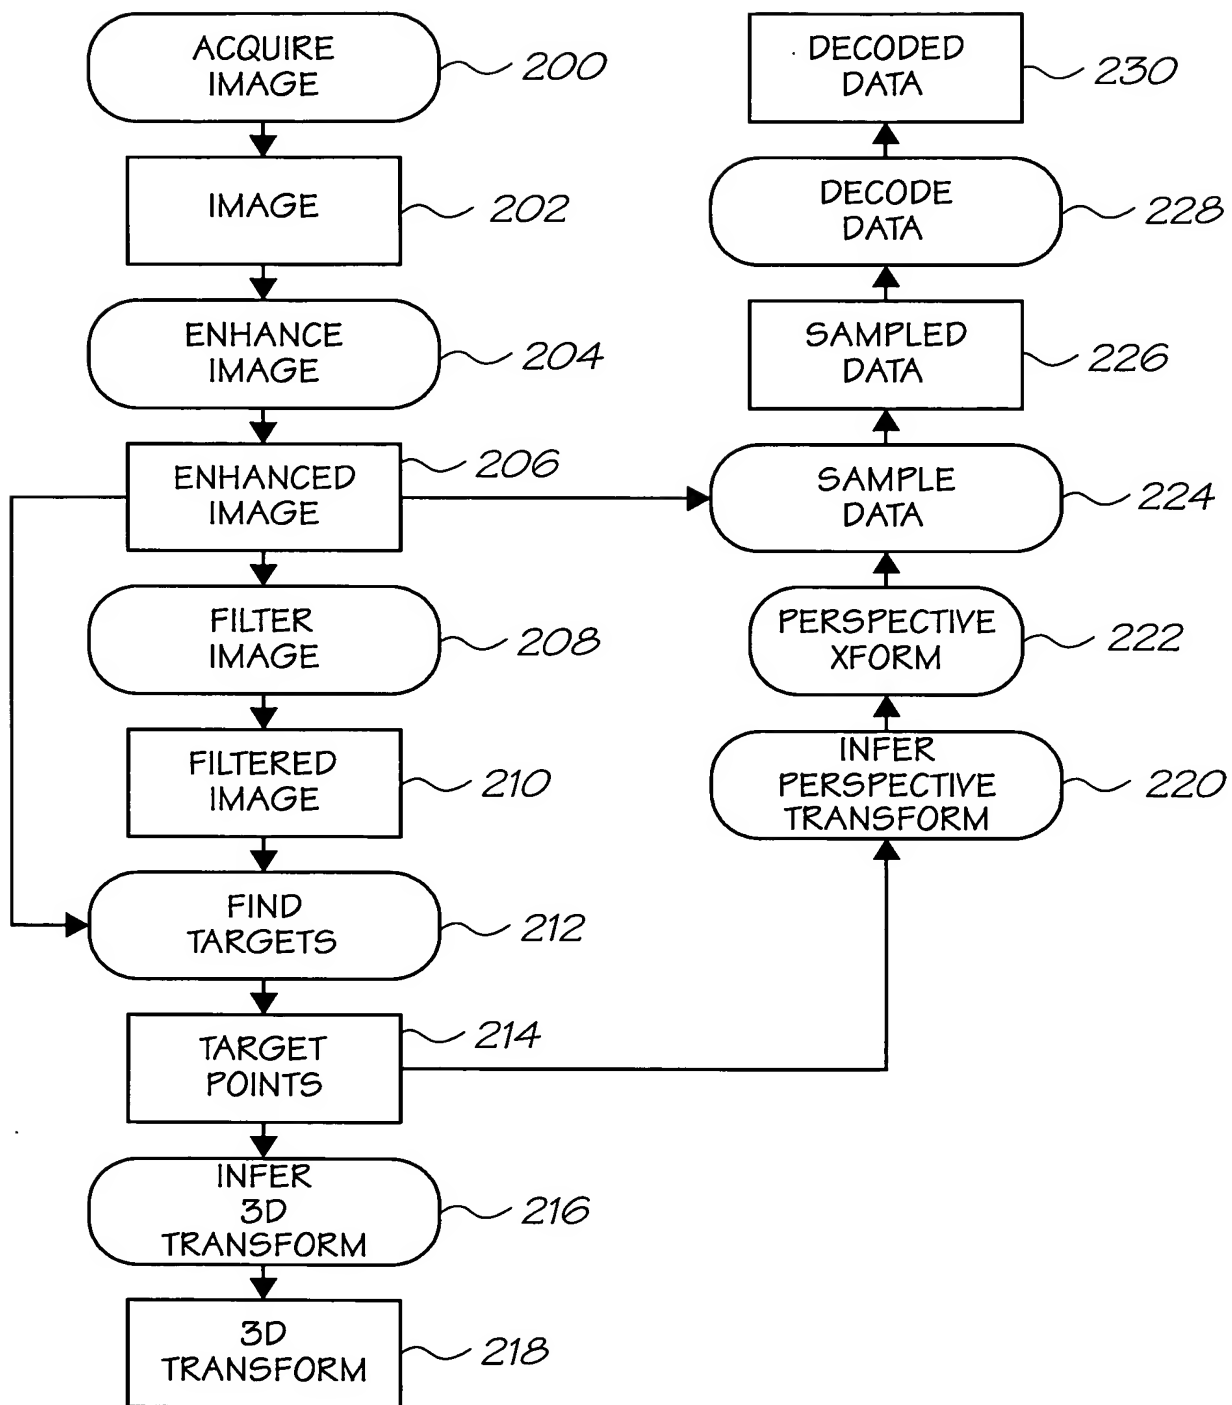 ACQUIRE
IMAGE
200
IMAGE
202
ENHANCE
IMAGE
204
ENHANCED
IMAGE
206
FILTER
IMAGE
208
FILTERED
IMAGE
210
FIND
TARGETS
212
TARGET
POINTS
214
INFER
3D
TRANSFORM
216
3D
TRANSFORM
218
DECODED
DATA
230
DECODE
DATA
228
SAMPLED
DATA
226
SAMPLE
DATA
224
PERSPECTIVE
XFORM
222
INFER
PERSPECTIVE
TRANSFORM
220